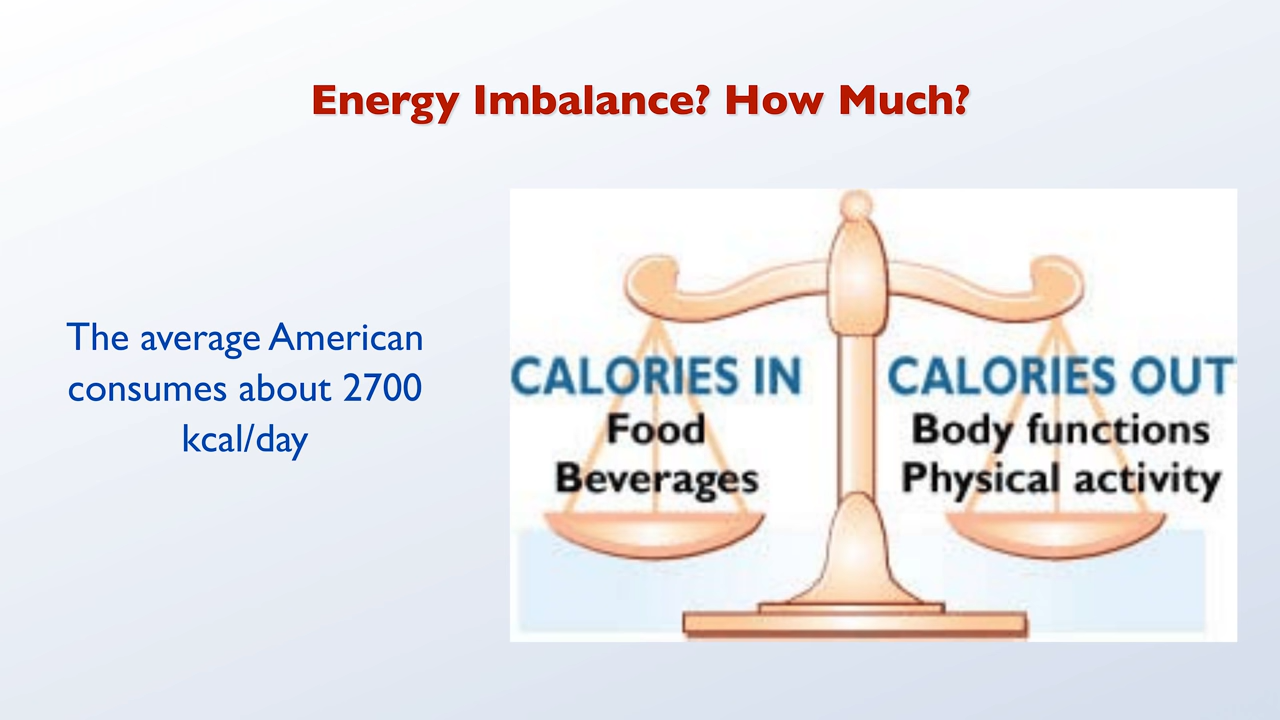 Energy Imbalance? How Much?
The average American
consumes about 2700
kcal/day
CALORIES IN
Food
Beverages
CALORIES OUT
Body functions
Physical activity